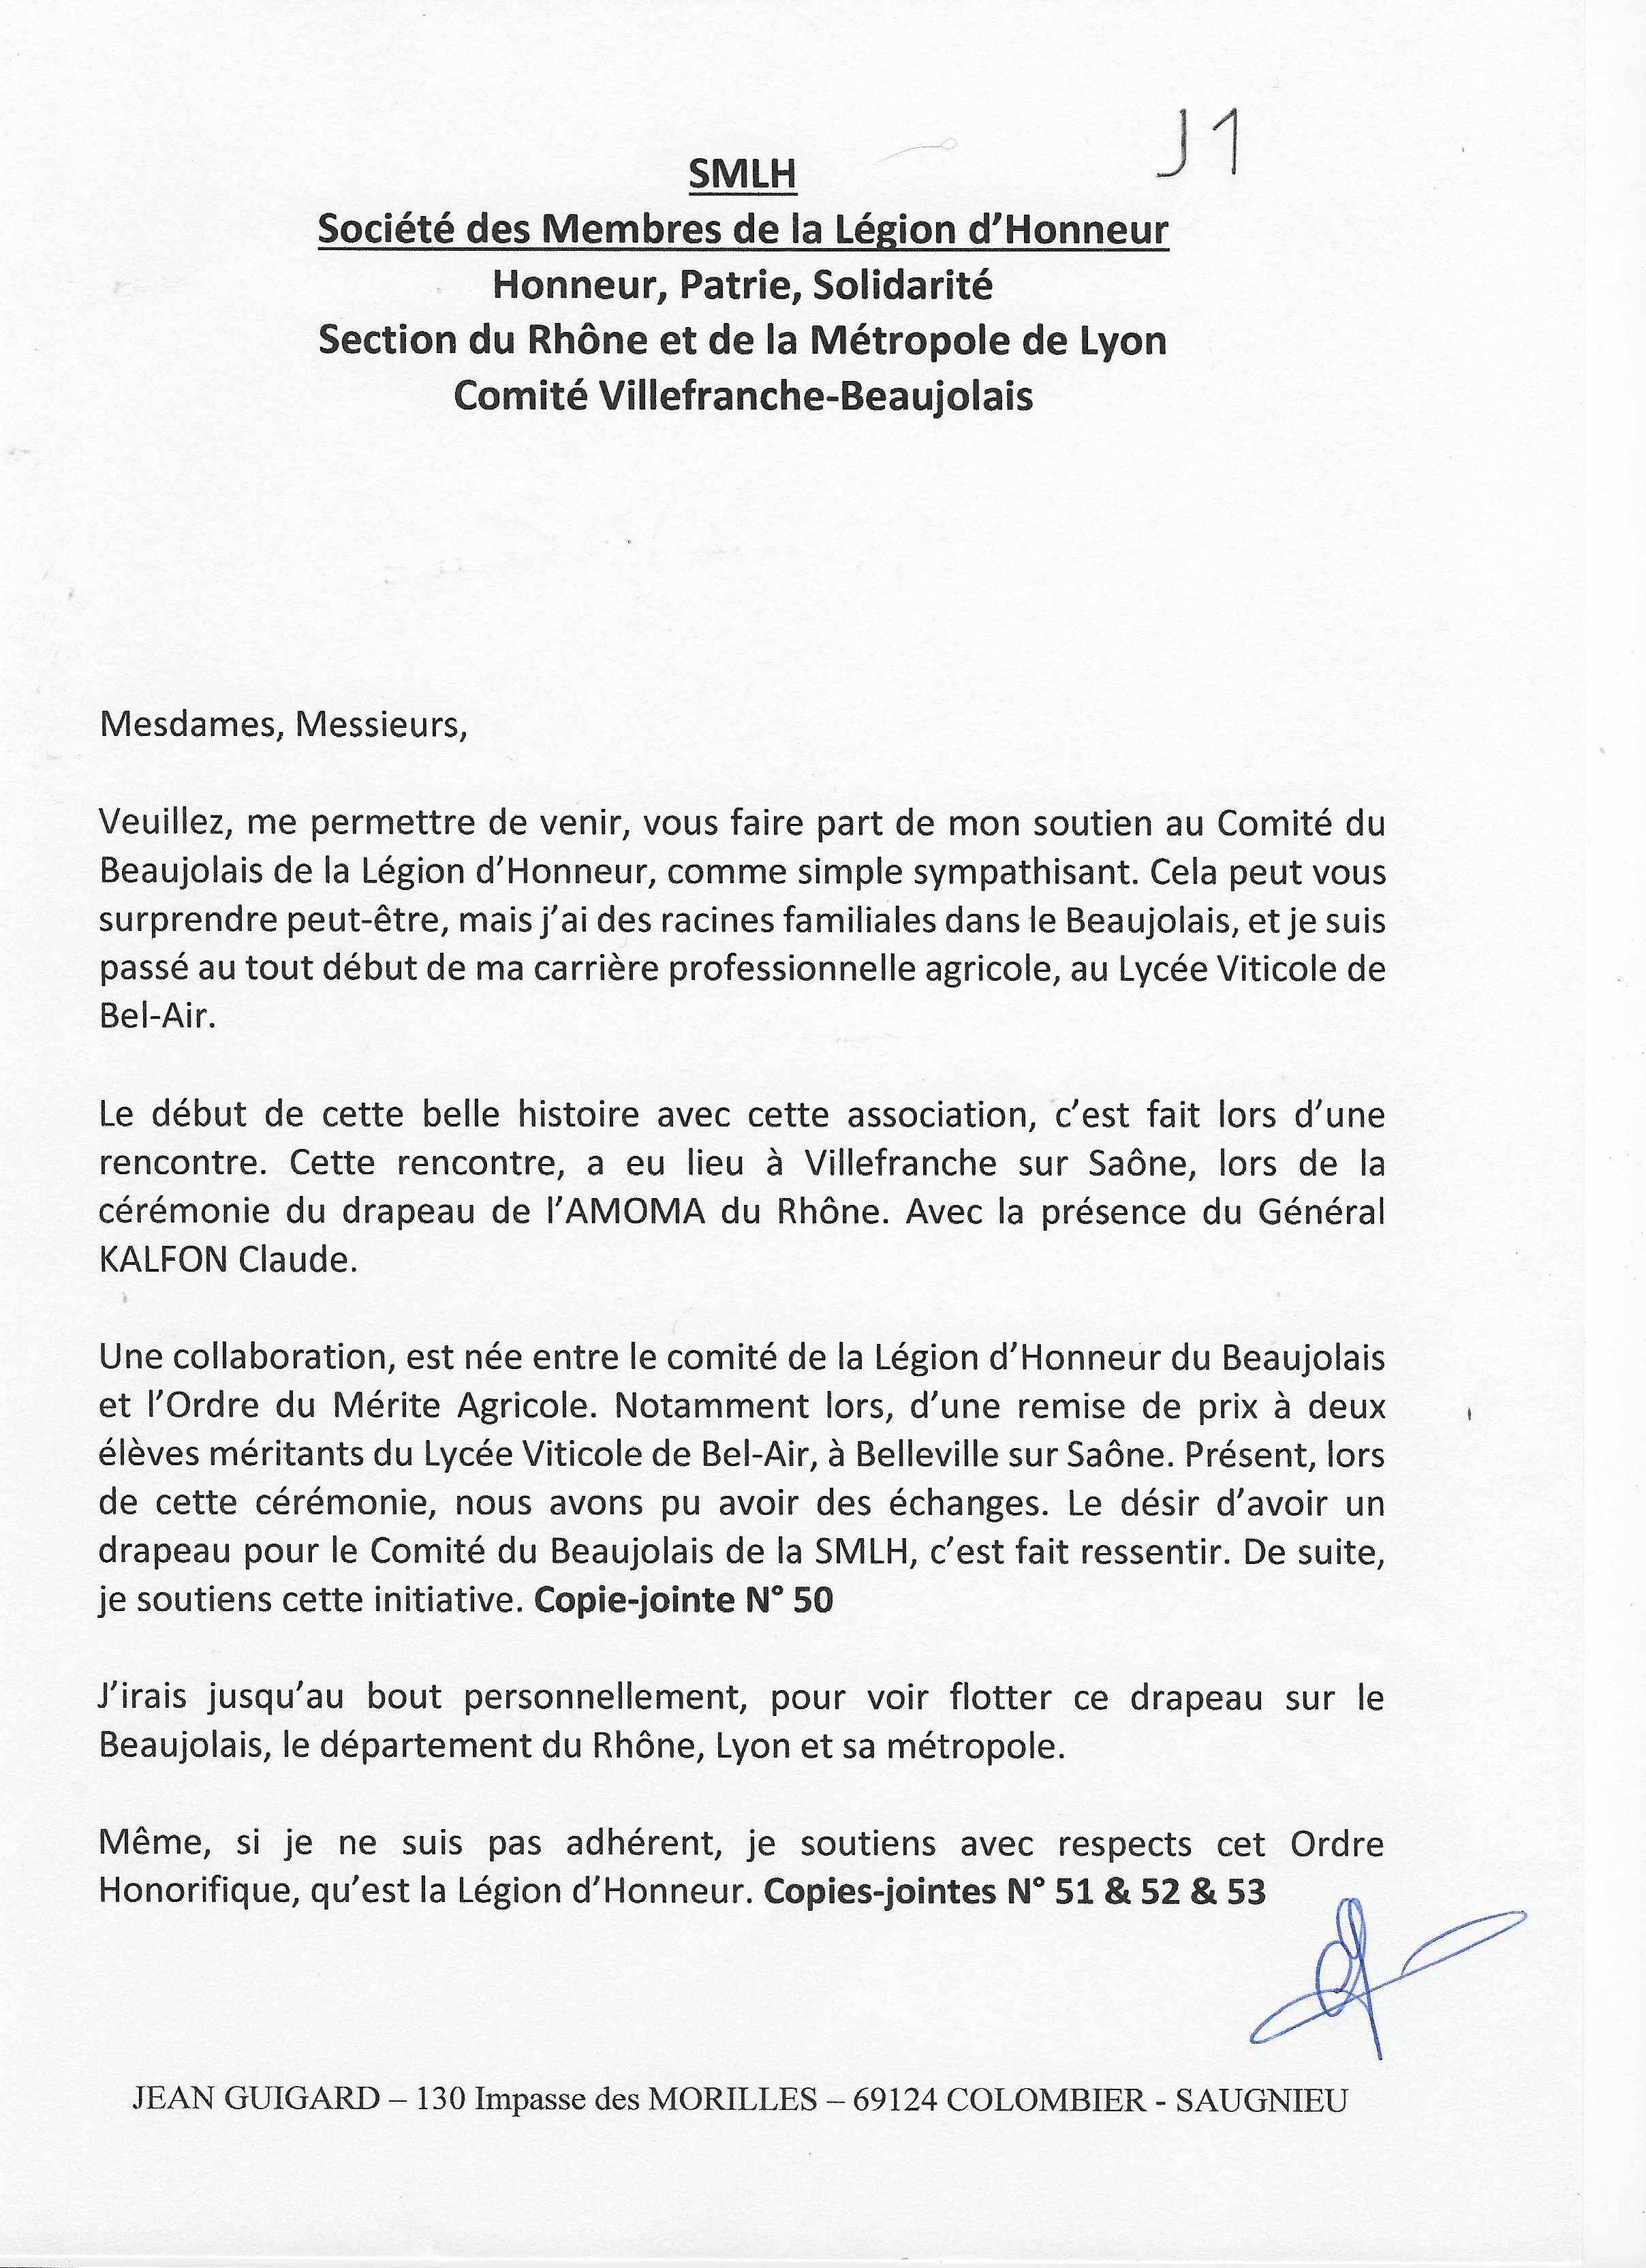 J1
SMLH
Société des Membres de la Légion d'Honneur
Honneur, Patrie, Solidarité
Section du Rhône et de la Métropole de Lyon
Comité Villefranche-Beaujolais
Mesdames, Messieurs,
Veuillez, me permettre de venir, vous faire part de mon soutien au Comité du
Beaujolais de la Légion d'Honneur, comme simple sympathisant. Cela peut vous
surprendre peut-être, mais j'ai des racines familiales dans le Beaujolais, et je suis
passé au tout début de ma carrière professionnelle agricole, au Lycée Viticole de
Bel-Air.
Le début de cette belle histoire avec cette association, c'est fait lors d'une
rencontre. Cette rencontre, a eu lieu à Villefranche sur Saône, lors de la
cérémonie du drapeau de l'AMOMA du Rhône. Avec la présence du Général
KALFON Claude.
Une collaboration, est née entre le comité de la Légion d'Honneur du Beaujolais
et l'Ordre du Mérite Agricole. Notamment lors, d'une remise de prix à deux
élèves méritants du Lycée Viticole de Bel-Air, à Belleville sur Saône. Présent, lors
de cette cérémonie, nous avons pu avoir des échanges. Le désir d'avoir un
drapeau pour le Comité du Beaujolais de la SMLH, c'est fait ressentir. De suite,
je soutiens cette initiative. Copie-jointe N° 50
J'irais jusqu'au bout personnellement, pour voir flotter ce drapeau sur le
Beaujolais, le département du Rhône, Lyon et sa métropole.
Même, si je ne suis pas adhérent, je soutiens avec respects cet Ordre
Honorifique, qu'est la Légion d'Honneur. Copies-jointes N° 51 & 52 & 53
JEAN GUIGARD – 130 Impasse des MORILLES – 69124 COLOMBIER - SAUGNIEU